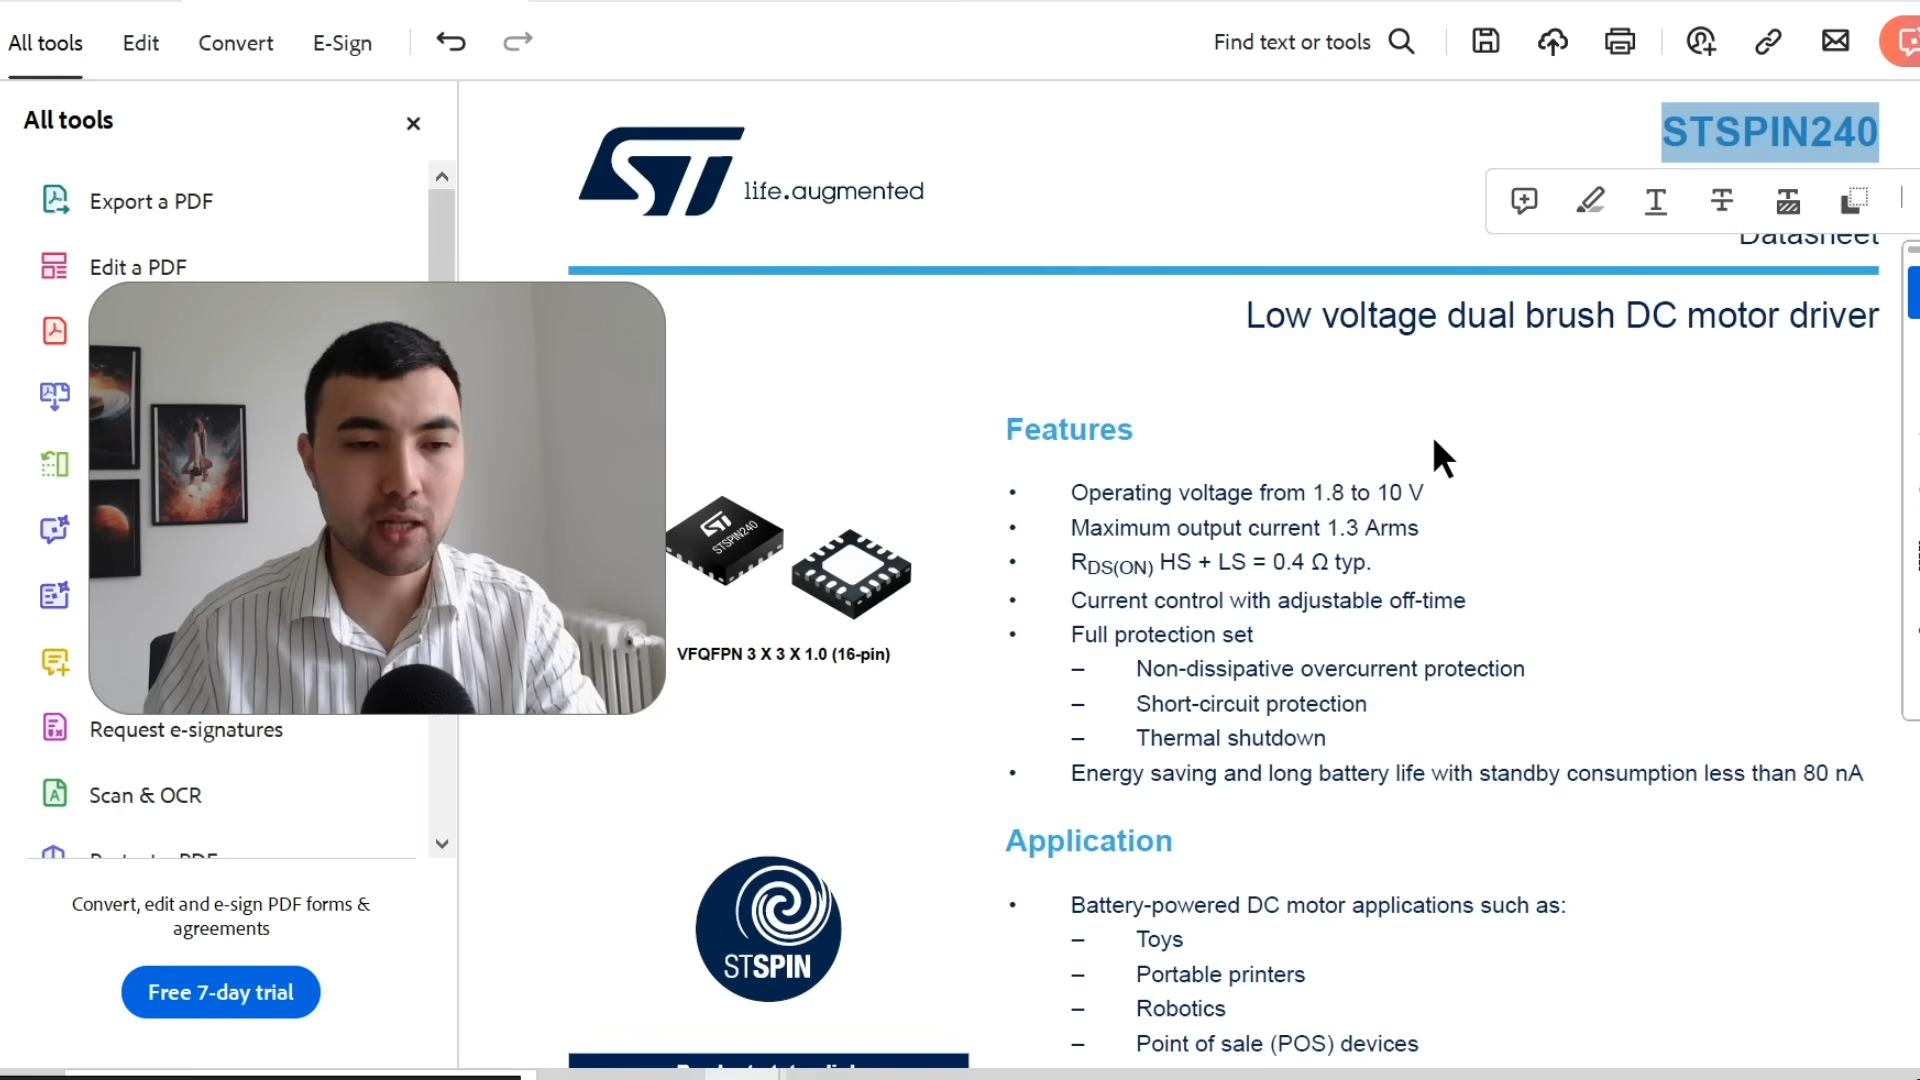 All tools
Edit
Convert
E-Sign
Find text or tools
All tools
Export a PDF
Edit a PDF
Request e-signatures
Scan & OCR
Convert, edit and e-sign PDF forms &
agreements
Free 7-day trial
ST
life.augmented
STSPIN240
Datasheet
Low voltage dual brush DC motor driver
STSPIN240
VFQFPN 3 X 3 X 1.0 (16-pin)
STSPIN
Features
• Operating voltage from 1.8 to 10 V
• Maximum output current 1.3 Arms
• RDS(ON) HS + LS = 0.4 Ω typ.
• Current control with adjustable off-time
• Full protection set
– Non-dissipative overcurrent protection
– Short-circuit protection
– Thermal shutdown
• Energy saving and long battery life with standby consumption less than 80 nA
Application
• Battery-powered DC motor applications such as:
– Toys
– Portable printers
– Robotics
– Point of sale (POS) devices